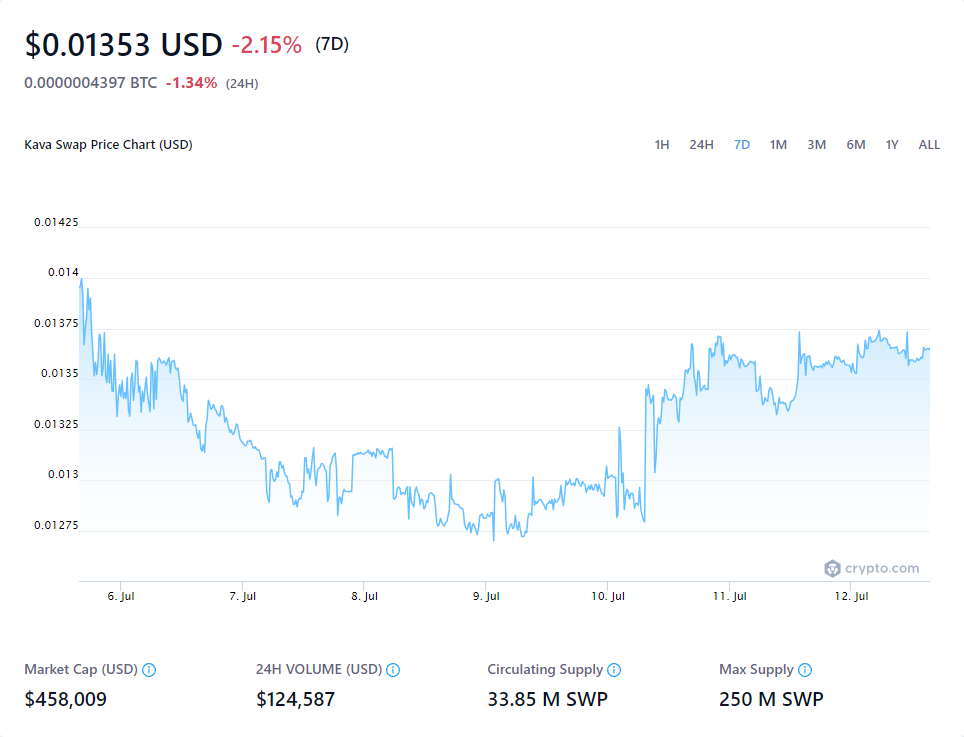 $0.01353 USD -2.15% (7D)
0.0000004397 BTC -1.34% (24H)
Kava Swap Price Chart (USD) 1H 24H 7D 1M 3M 6M 1Y ALL
0.01425
0.014
0.01375
0.0135
0.01325
0.013
0.01275
crypto.com
6. Jul 7. Jul 8. Jul 9. Jul 10. Jul 11. Jul 12. Jul
Market Cap (USD) 24H VOLUME (USD) Circulating Supply Max Supply
$458,009 $124,587 33.85 M SWP 250 M SWP